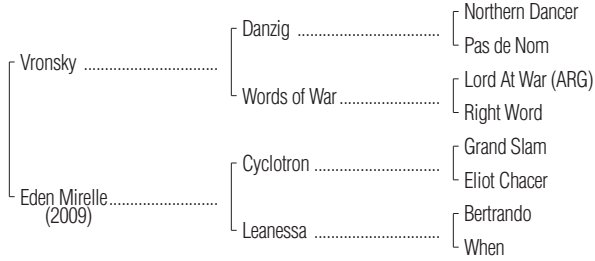 Northern Dancer
Danzig ................................
Pas de Nom
Vronsky ..............................
Lord At War (ARG)
Words of War ......................
Right Word
Grand Slam
Cyclotron ............................
Eliot Chacer
Eden Mirelle ........................
(2009)
Bertrando
Leanessa ............................
When